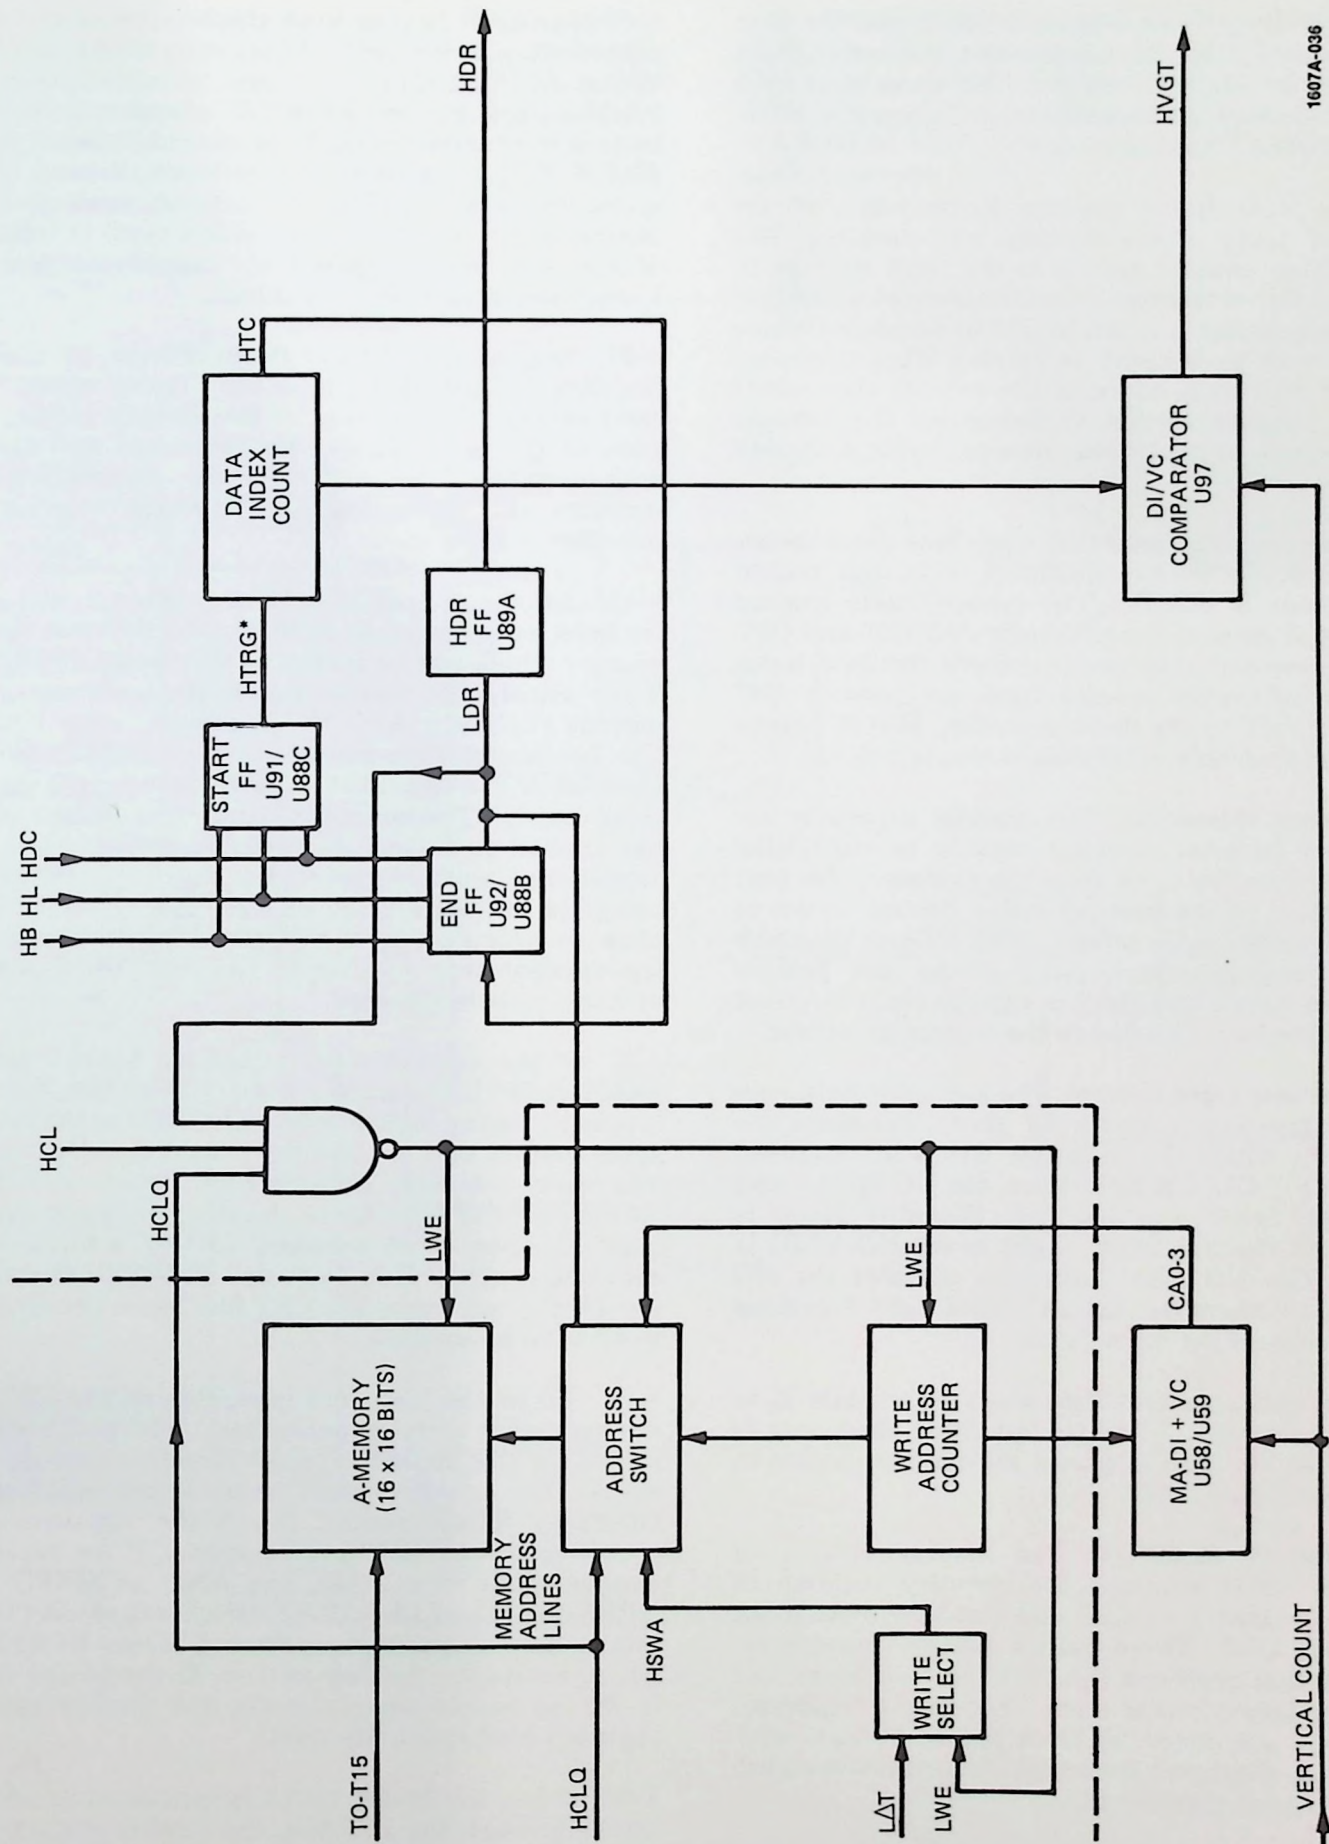 TO-T15
HCLQ
LΔT
LWE
VERTICAL COUNT
MEMORY
ADDRESS
LINES
HSWA
WRITE
SELECT
A-MEMORY
(16 x 16 BITS)
ADDRESS
SWITCH
WRITE
ADDRESS
COUNTER
MA-DI + VC
U58/U59
HCLQ
HCL
LWE
LWE
CA0-3
HB HL HDC
START
FF
U91/
U88C
END
FF
U92/
U88B
HTRG*
LDR
DATA
INDEX
COUNT
HDR
FF
U89A
HTC
HDR
DI/VC
COMPARATOR
U97
HVGT
1607A-036